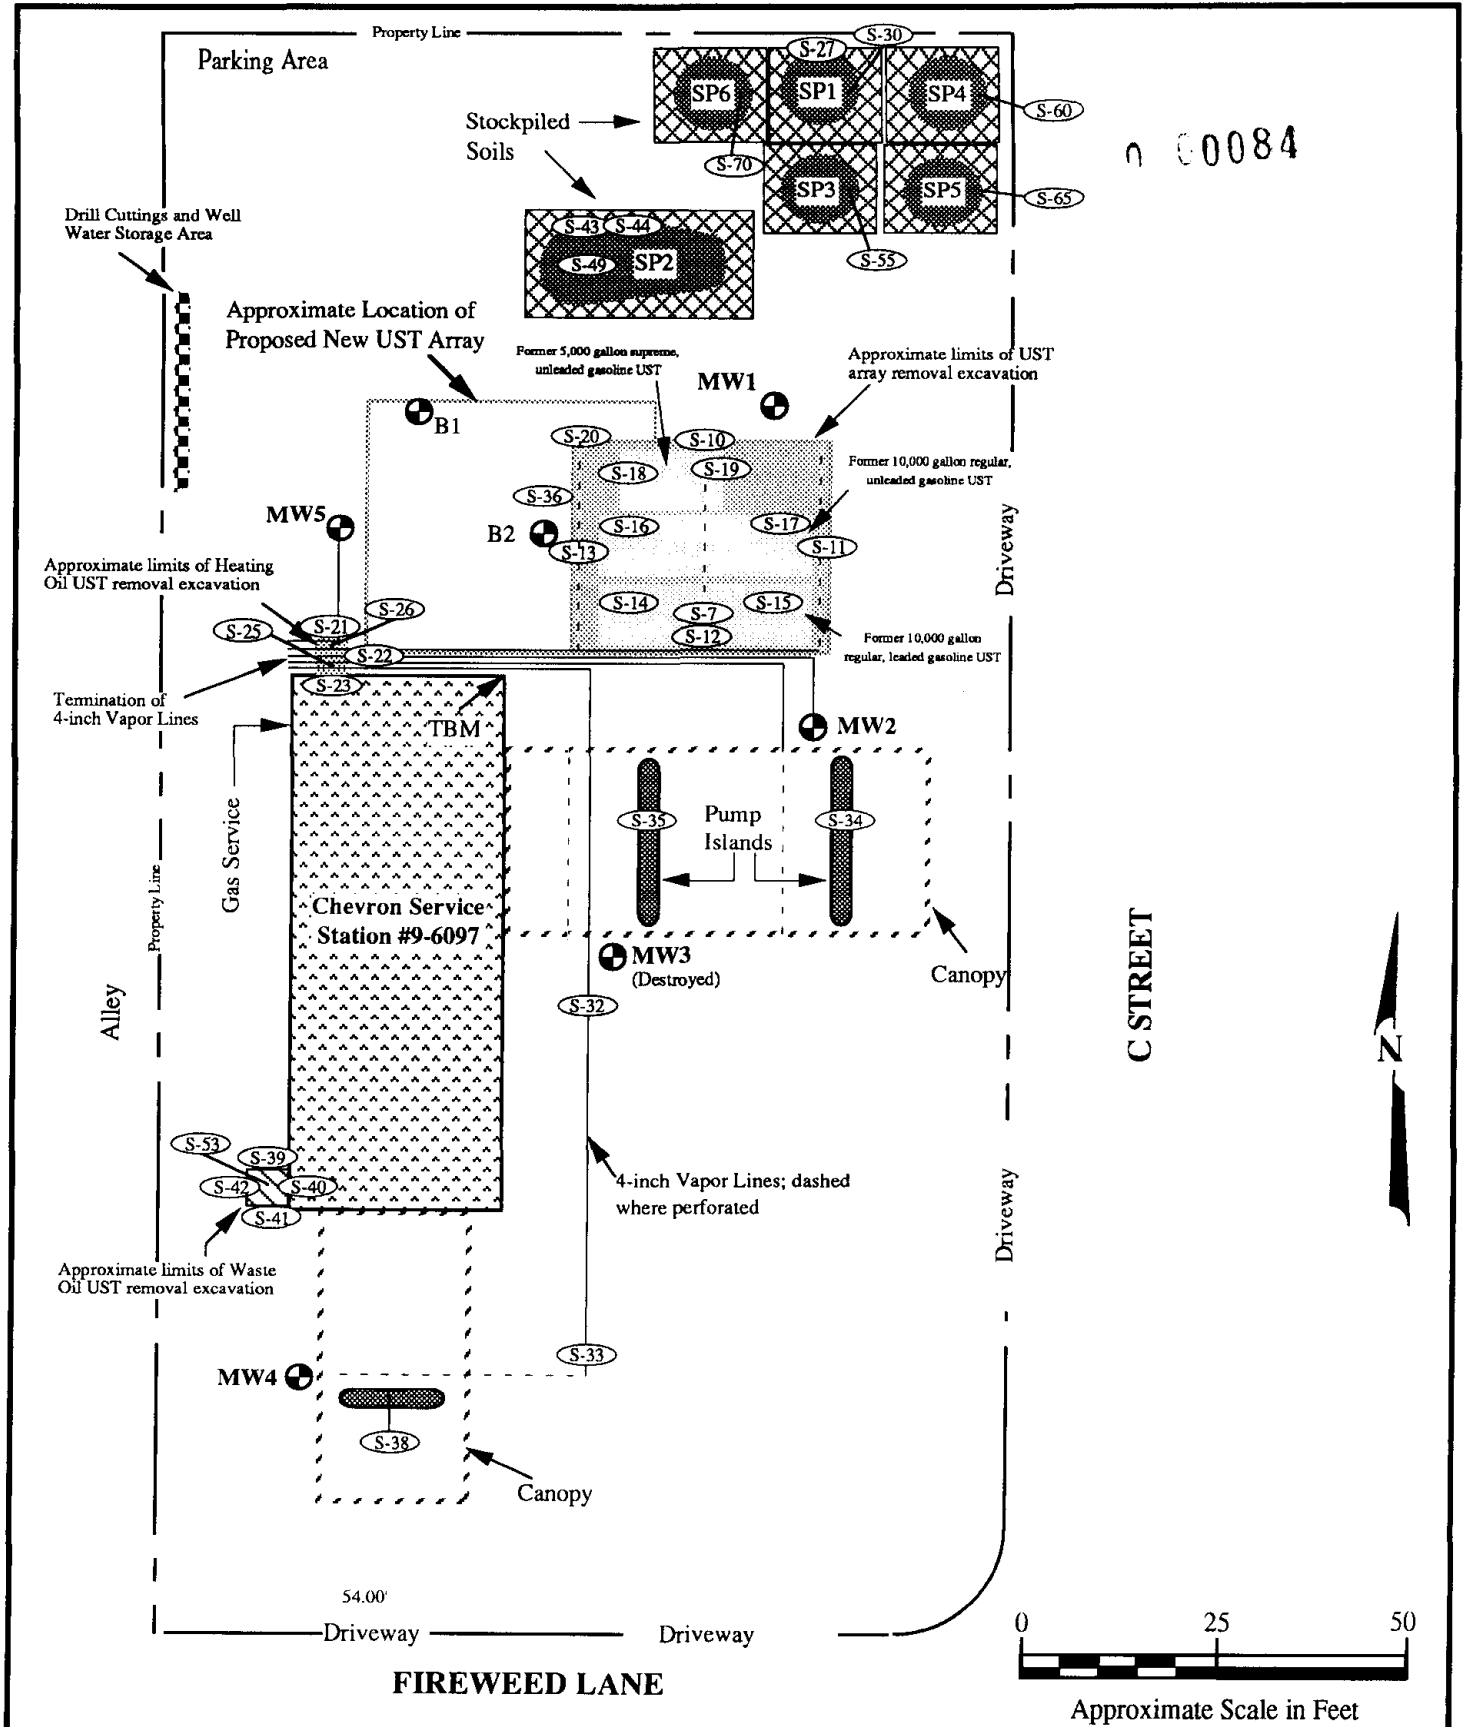 Property Line
S-30
Parking Area
S-27
SP6
SP1
SP4
S-60
Stockpiled
Soils
S-70
00084
SP3
SP5
S-65
Drill Cuttings and Well
Water Storage Area
S-43
S-44
S-49
SP2
S-55
Approximate Location of
Proposed New UST Array
Former 5,000 gallon supreme,
unleaded gasoline UST
Approximate limits of UST
array removal excavation
MW1
B1
S-20
S-10
S-18
S-19
Former 10,000 gallon regular,
unleaded gasoline UST
S-36
MW5
B2
S-16
S-17
S-13
S-11
Driveway
Approximate limits of Heating
Oil UST removal excavation
S-26
S-14
S-15
S-7
S-25
S-21
S-12
Former 10,000 gallon
regular, leaded gasoline UST
S-22
S-23
Termination of
4-inch Vapor Lines
TBM
MW2
Gas Service
S-35
Pump
Islands
S-34
Property Line
Chevron Service
Station #9-6097
MW3
(Destroyed)
Canopy
C STREET
Alley
S-32
N
S-53
S-39
S-42
S-40
S-41
4-inch Vapor Lines; dashed
where perforated
Driveway
Approximate limits of Waste
Oil UST removal excavation
S-33
MW4
S-38
Canopy
54.00'
Driveway
Driveway
FIREWEED LANE
0 25 50
Approximate Scale in Feet